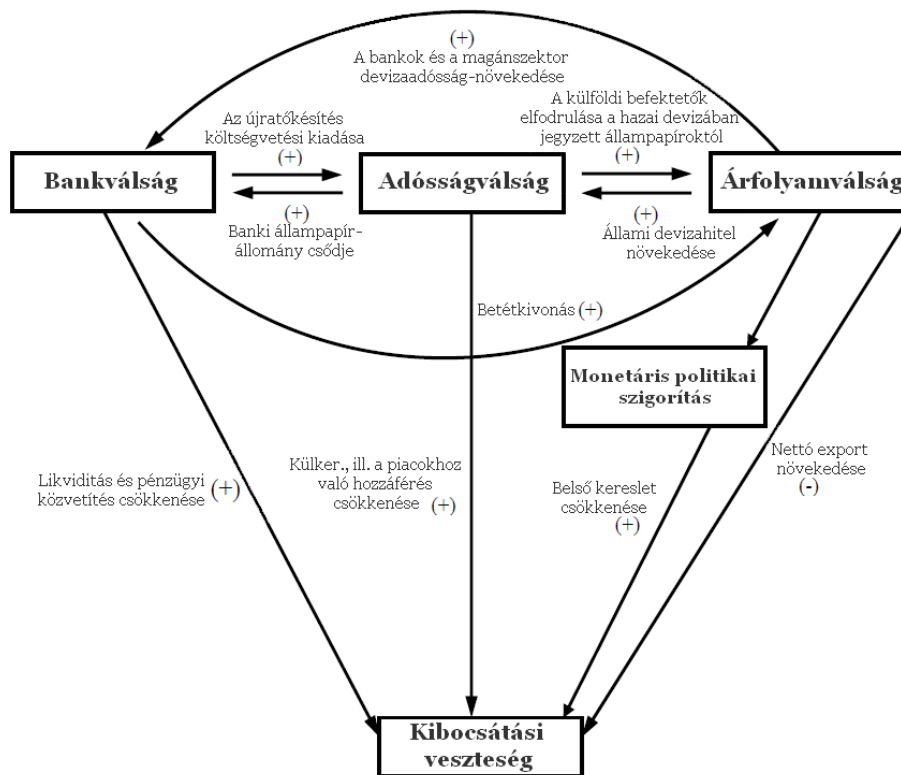 (+)
A bankok és a magánszektor
devizaadósság-növekedése
Az újratőkésítés
költségvetési kiadása
(+)
A külföldi befektetők
elfodrulása a hazai devizában
jegyzett állampapíroktól
(+)
Bankválság
Adósságválság
Árfolyamválság
(+)
Banki állampapír-
állomány csődje
(+)
Állami devizahitel
növekedése
Betétkivonás (+)
Monetáris politikai
szigorítás
Likviditás és pénzügyi
közvetítés csökkenése (+)
Külker., ill. a piacokhoz
való hozzáférés
csökkenése (+)
Belső kereslet
csökkenése
(+)
Nettó export
növekedése
(-)
Kibocsátási
veszteség